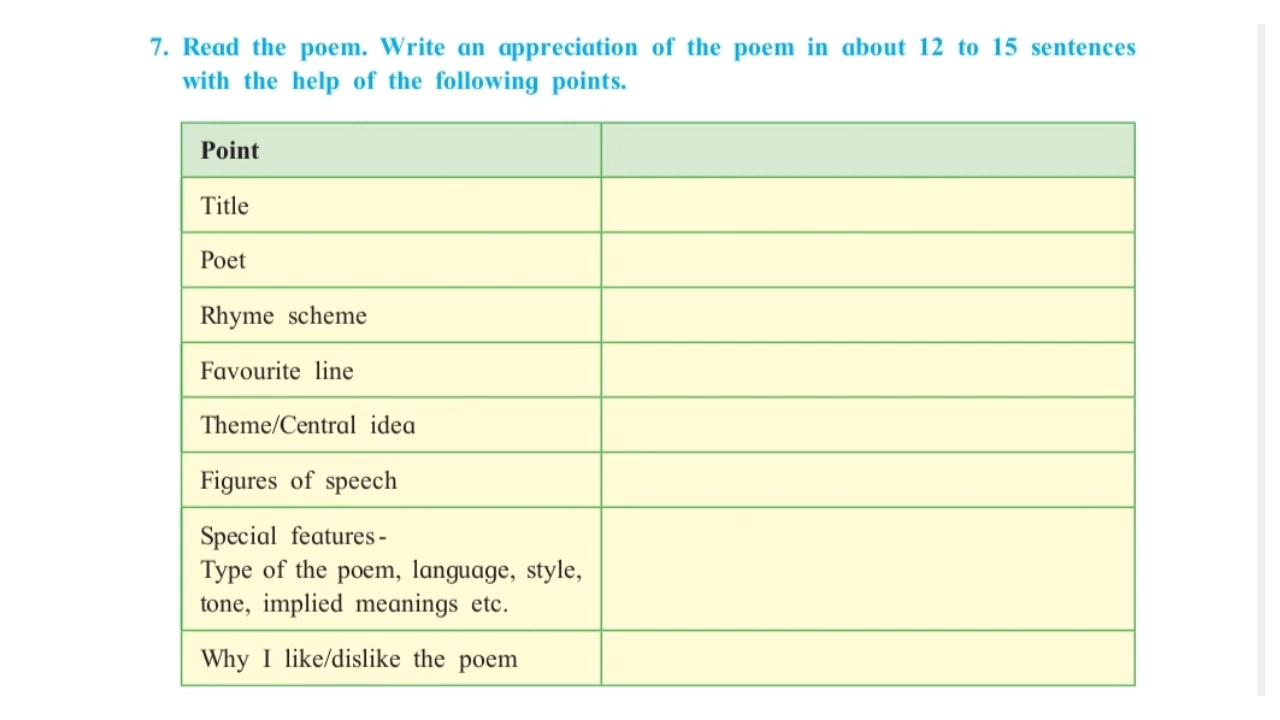 7. Read the poem. Write an appreciation of the poem in about 12 to 15 sentences
with the help of the following points.
Point
Title
Poet
Rhyme scheme
Favourite line
Theme/Central idea
Figures of speech
Special features-
Type of the poem, language, style,
tone, implied meanings etc.
Why I like/dislike the poem